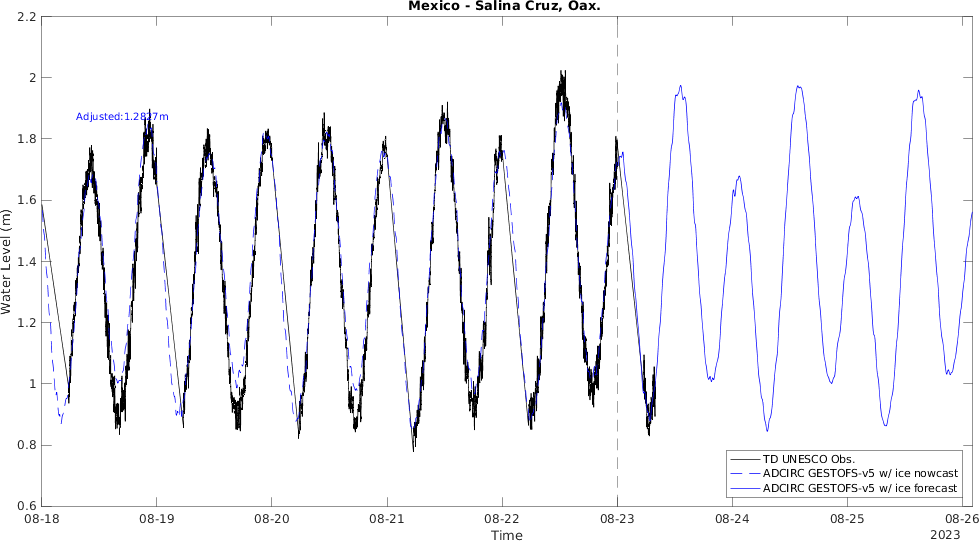 Mexico - Salina Cruz, Oax.
2.2
2
1.8
1.6
1.4
1.2
1
0.8
0.6
Water Level (m)
Adjusted:1.2827m
TD UNESCO Obs.
ADCIRC GESTOFS-v5 w/ ice nowcast
ADCIRC GESTOFS-v5 w/ ice forecast
08-18 08-19 08-20 08-21 08-22 08-23 08-24 08-25 08-26
Time
2023